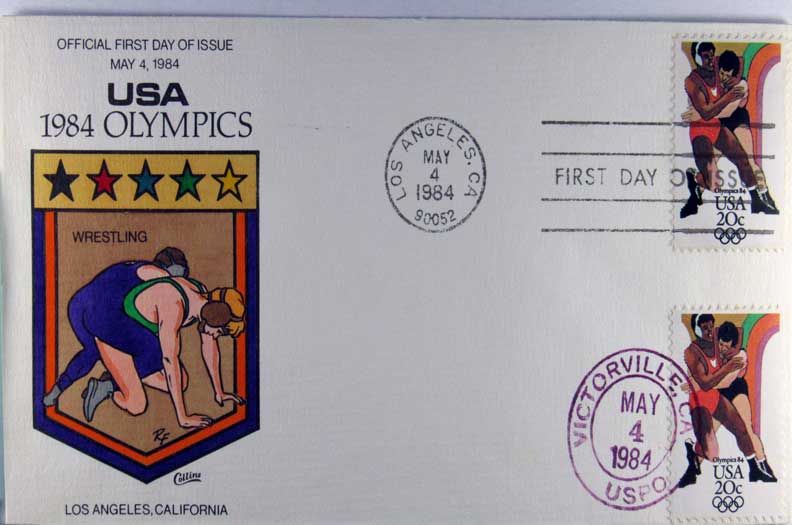 OFFICIAL FIRST DAY OF ISSUE
MAY 4, 1984
USA
1984 OLYMPICS
WRESTLING
RF
Collins
LOS ANGELES, CALIFORNIA
LOS ANGELES, CA
MAY
4
1984
90052
FIRST DAY OF ISSUE
Olympics 84
USA
20c
VICTORVILLE, CA
MAY
4
1984
USPO
Olympics 84
USA
20c